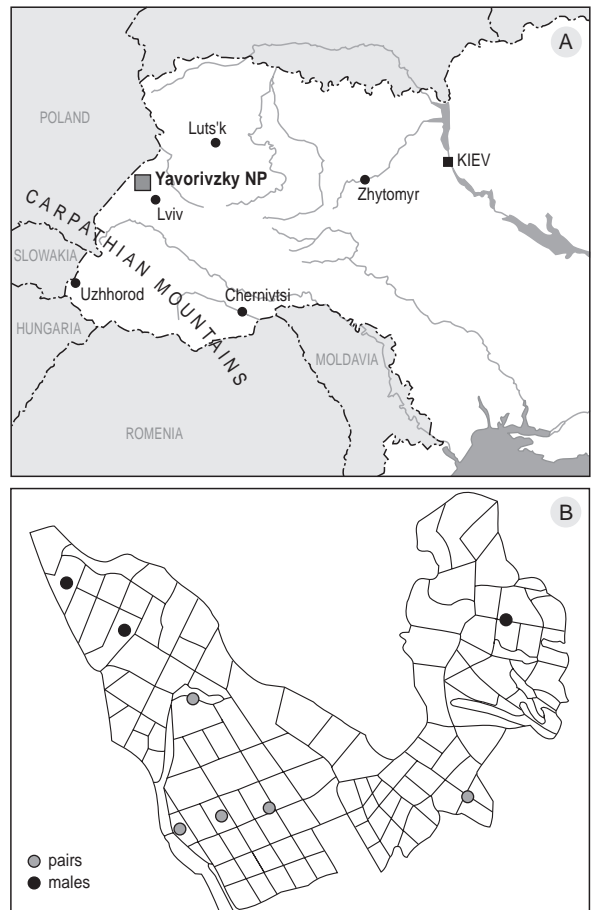 A
POLAND
Luts'k
KIEV
Yavorivzky NP
Zhytomyr
Lviv
CARPATHIAN MOUNTAINS
SLOWAKIA
Uzhhorod
Chernivtsi
HUNGARIA
MOLDAVIA
ROMENIA
B
pairs
males